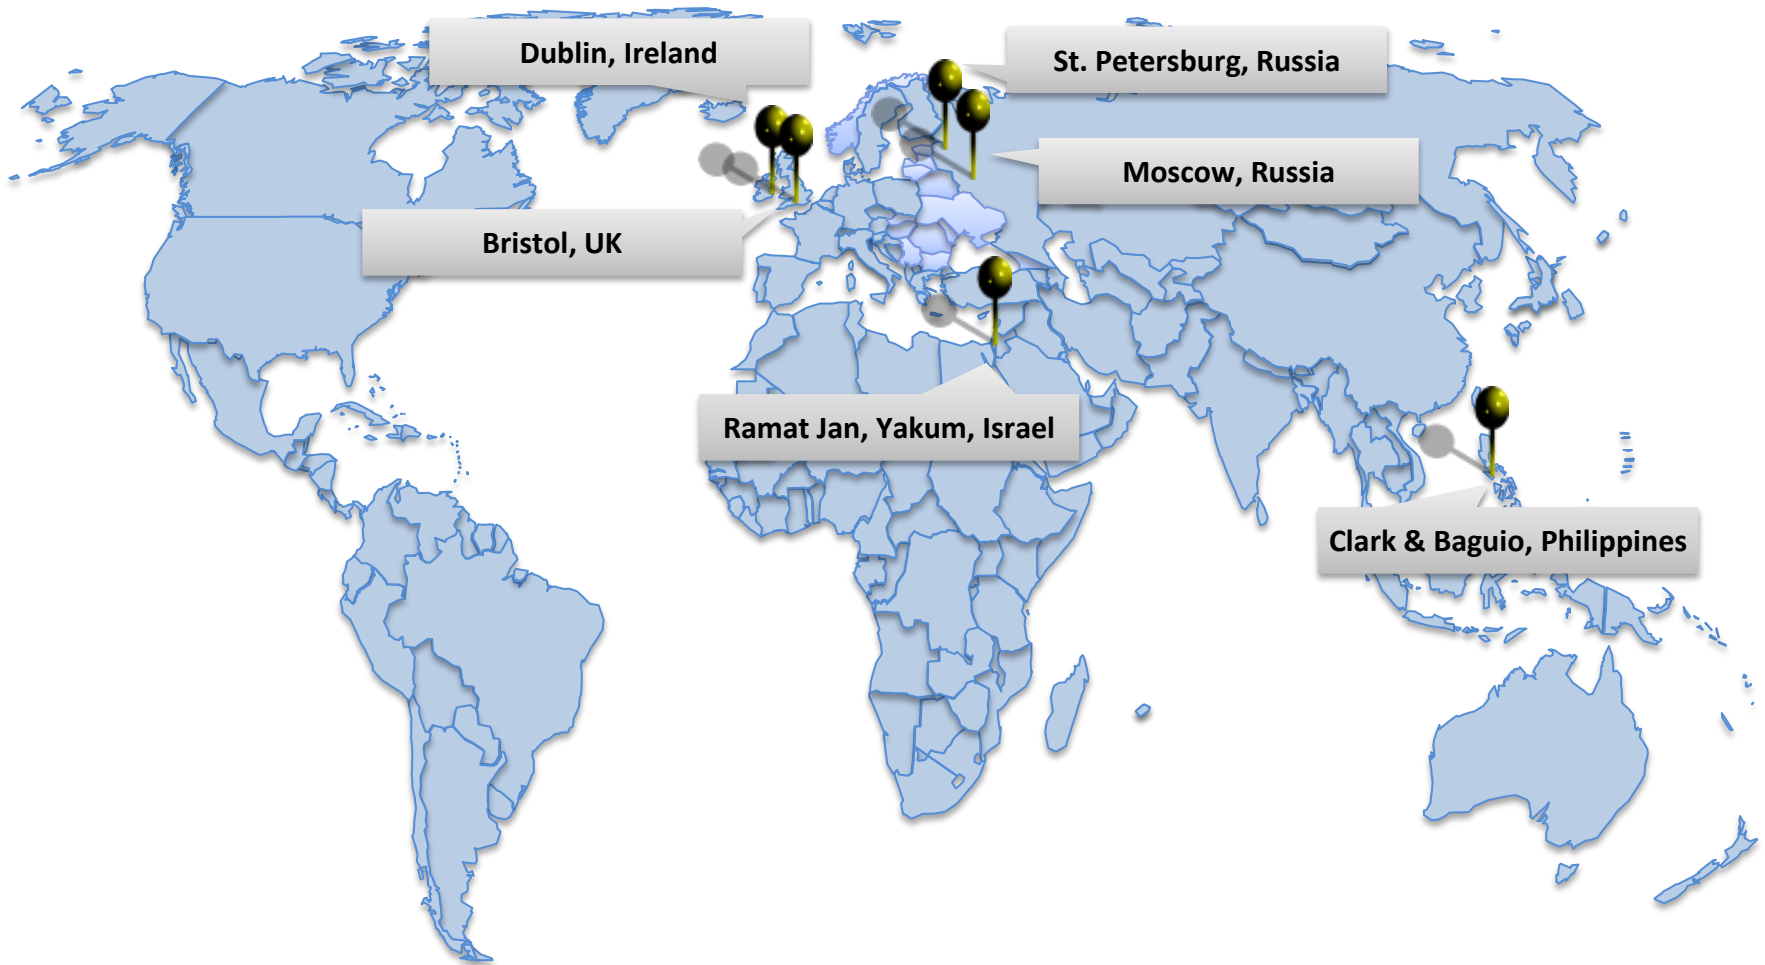 Dublin, Ireland
St. Petersburg, Russia
Moscow, Russia
Bristol, UK
Ramat Jan, Yakum, Israel
Clark & Baguio, Philippines